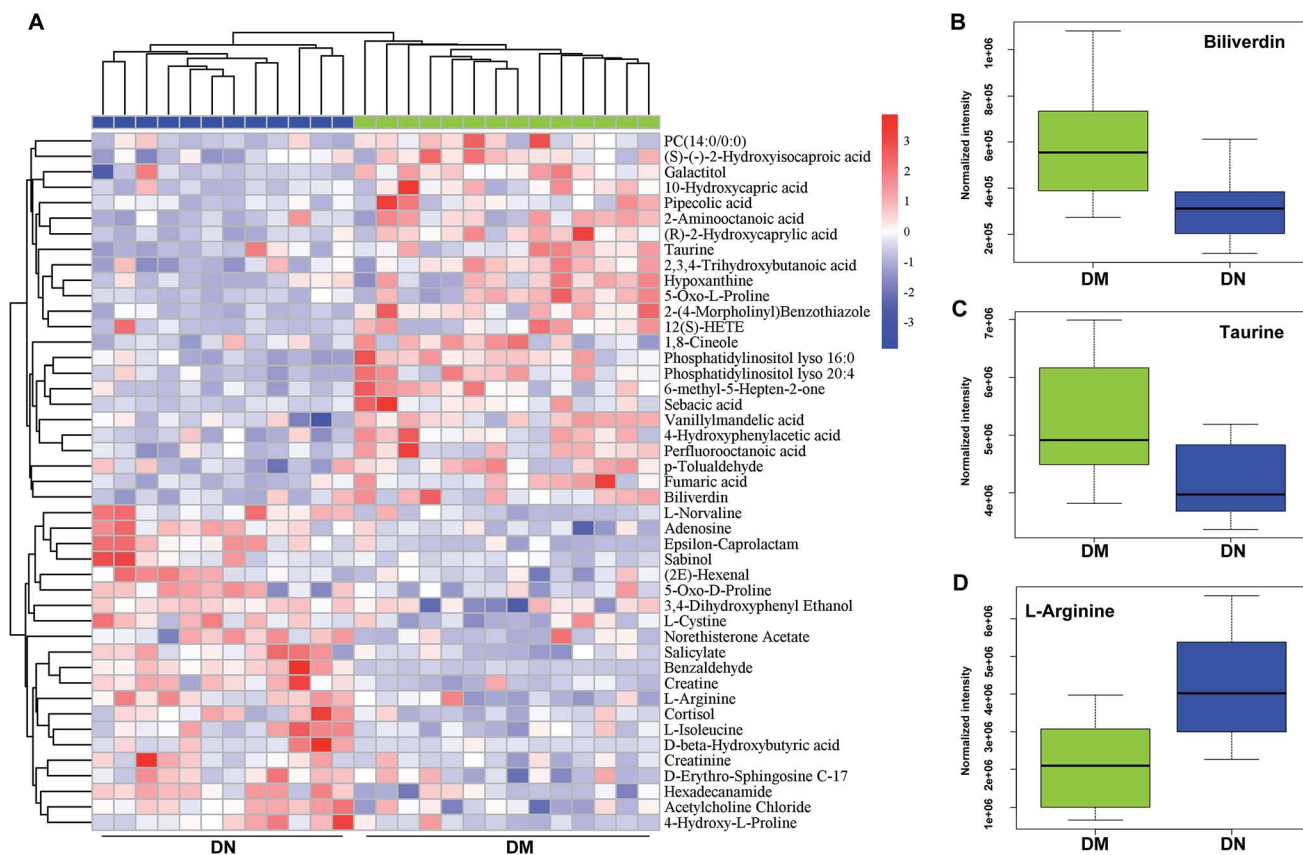 A
PC(14:0/0:0)
(S)-(-)-2-Hydroxyisocaproic acid
Galactitol
10-Hydroxycapric acid
Pipecolic acid
2-Aminooctanoic acid
(R)-2-Hydroxycaprylic acid
Taurine
2,3,4-Trihydroxybutanoic acid
Hypoxanthine
5-Oxo-L-Proline
2-(4-Morpholinyl)Benzothiazole
12(S)-HETE
1,8-Cineole
Phosphatidylinositol lyso 16:0
Phosphatidylinositol lyso 20:4
6-methyl-5-Hepten-2-one
Sebacic acid
Vanillylmandelic acid
4-Hydroxyphenylacetic acid
Perfluorooctanoic acid
p-Tolualdehyde
Fumaric acid
Biliverdin
L-Norvaline
Adenosine
Epsilon-Caprolactam
Sabinol
(2E)-Hexenal
5-Oxo-D-Proline
3,4-Dihydroxyphenyl Ethanol
L-Cystine
Norethisterone Acetate
Salicylate
Benzaldehyde
Creatine
L-Arginine
Cortisol
L-Isoleucine
D-beta-Hydroxybutyric acid
Creatinine
D-Erythro-Sphingosine C-17
Hexadecanamide
Acetylcholine Chloride
4-Hydroxy-L-Proline
DN
DM
3
2
1
0
-1
-2
-3
B
Biliverdin
Normalized intensity
1e+06
8e+05
6e+05
4e+05
2e+05
DM
DN
C
Taurine
Normalized intensity
7e+06
6e+06
5e+06
4e+06
DM
DN
D
L-Arginine
Normalized intensity
6e+06
5e+06
4e+06
3e+06
2e+06
1e+06
DM
DN